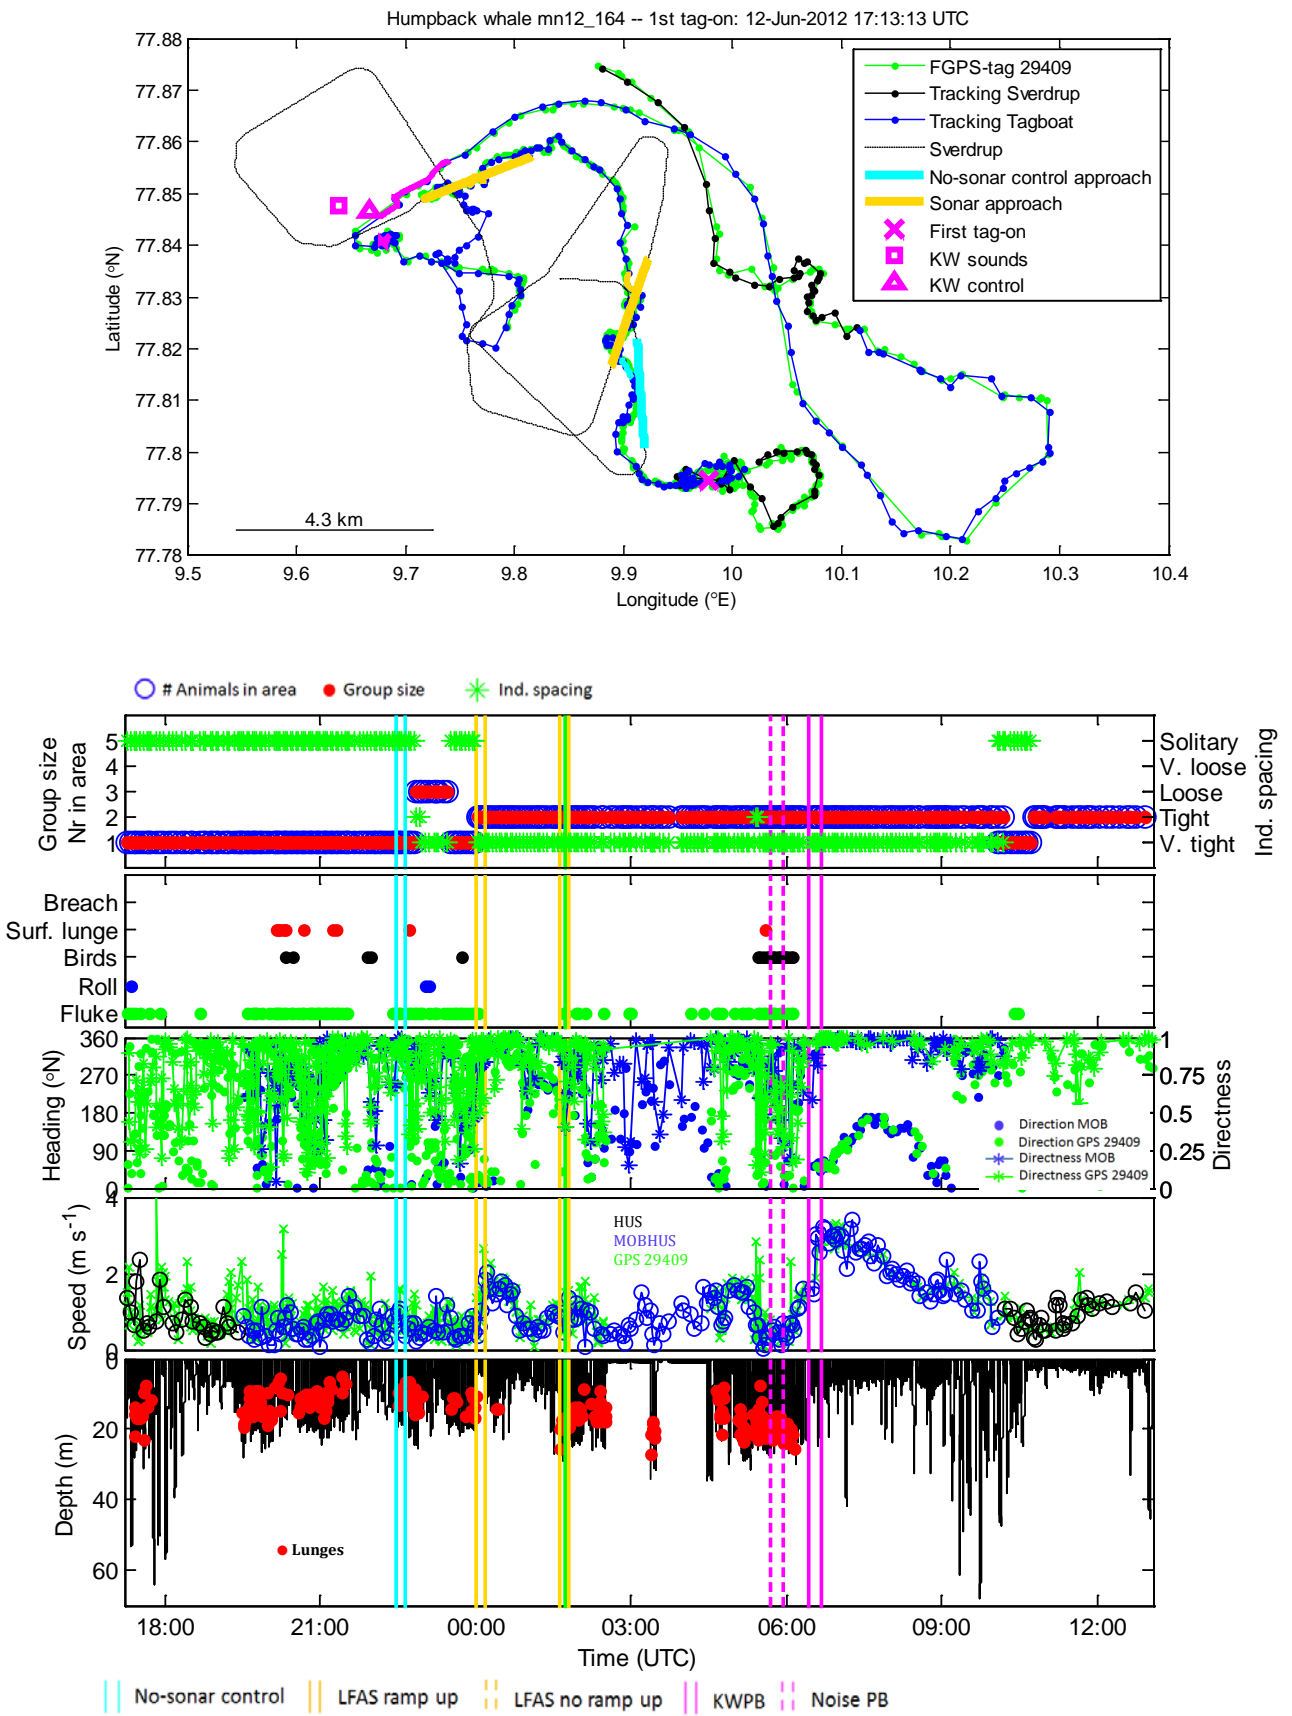 Humpback whale mn12_164 -- 1st tag-on: 12-Jun-2012 17:13:13 UTC
77.88
77.87
77.86
77.85
77.84
77.83
77.82
77.81
77.8
77.79
77.78
Latitude (°N)
FGPS-tag 29409
Tracking Sverdrup
Tracking Tagboat
Sverdrup
No-sonar control approach
Sonar approach
First tag-on
KW sounds
KW control
4.3 km
9.5 9.6 9.7 9.8 9.9 10 10.1 10.2 10.3 10.4
Longitude (°E)
# Animals in area Group size Ind. spacing
Group size
Nr in area
5
4
3
2
1
Solitary
V. loose
Loose
Tight
V. tight
Ind. spacing
Breach
Surf. lunge
Birds
Roll
Fluke
Heading (°N)
360
270
180
90
0
1
0.75
0.5
0.25
0
Directness
Direction MOB
Direction GPS 29409
Directness MOB
Directness GPS 29409
Speed (m s-1)
4
2
0
HUS
MOBHUS
GPS 29409
Depth (m)
0
20
40
60
Lunges
18:00 21:00 00:00 03:00 06:00 09:00 12:00
Time (UTC)
No-sonar control LFAS ramp up LFAS no ramp up KWPB Noise PB